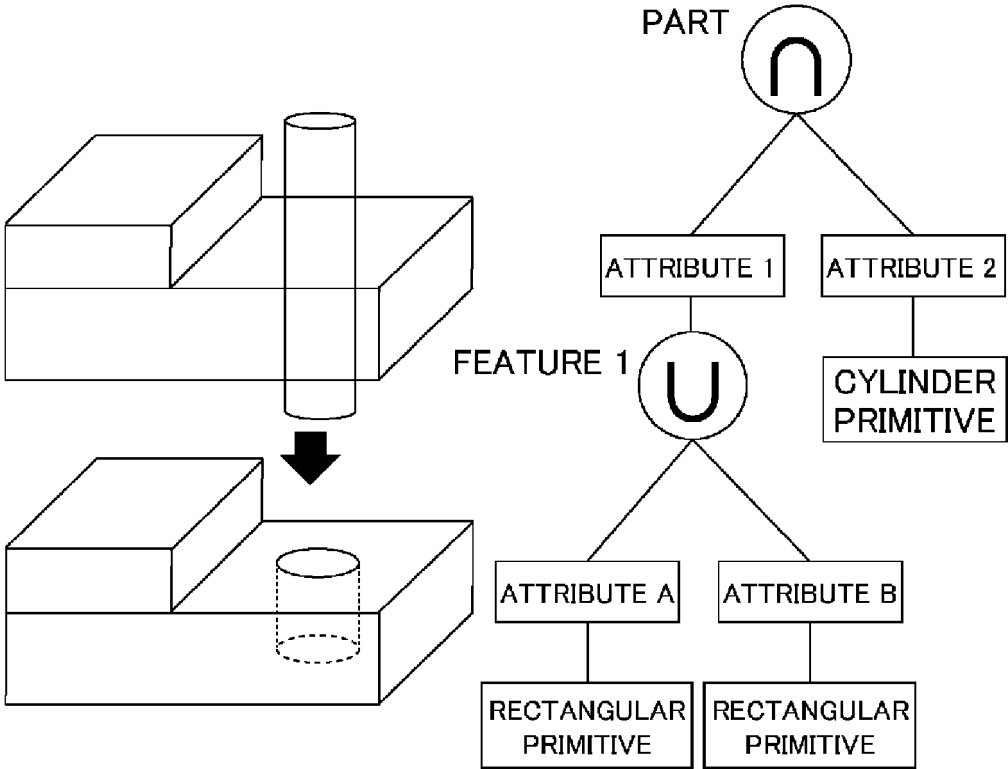 PART
∩
ATTRIBUTE 1
ATTRIBUTE 2
FEATURE 1
∪
CYLINDER
PRIMITIVE
ATTRIBUTE A
ATTRIBUTE B
RECTANGULAR
PRIMITIVE
RECTANGULAR
PRIMITIVE